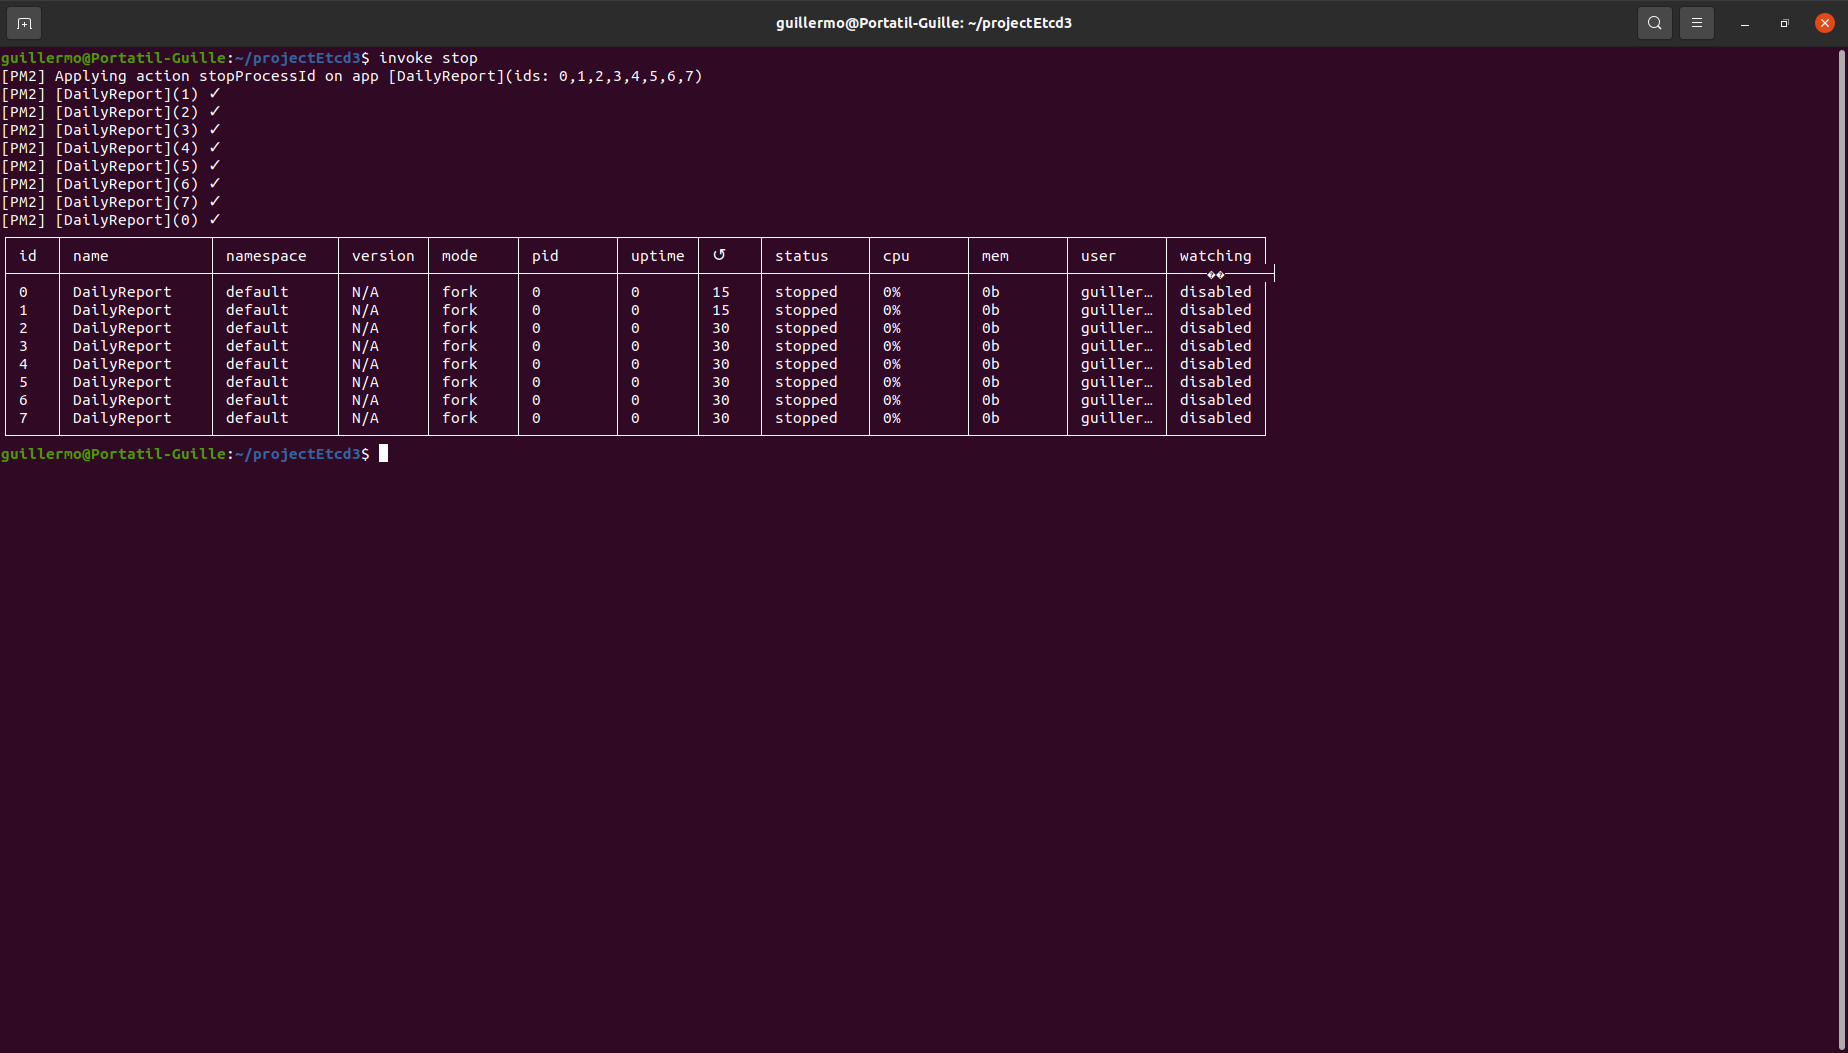 guillermo@Portatil-Guille: ~/projectEtcd3
guillermo@Portatil-Guille:~/projectEtcd3$ invoke stop
[PM2] Applying action stopProcessId on app [DailyReport](ids: 0,1,2,3,4,5,6,7)
[PM2] [DailyReport](1) ✓
[PM2] [DailyReport](2) ✓
[PM2] [DailyReport](3) ✓
[PM2] [DailyReport](4) ✓
[PM2] [DailyReport](5) ✓
[PM2] [DailyReport](6) ✓
[PM2] [DailyReport](7) ✓
[PM2] [DailyReport](0) ✓
id name namespace version mode pid uptime ↺ status cpu mem user watching
��
0 DailyReport default N/A fork 0 0 15 stopped 0% 0b guiller… disabled
1 DailyReport default N/A fork 0 0 15 stopped 0% 0b guiller… disabled
2 DailyReport default N/A fork 0 0 30 stopped 0% 0b guiller… disabled
3 DailyReport default N/A fork 0 0 30 stopped 0% 0b guiller… disabled
4 DailyReport default N/A fork 0 0 30 stopped 0% 0b guiller… disabled
5 DailyReport default N/A fork 0 0 30 stopped 0% 0b guiller… disabled
6 DailyReport default N/A fork 0 0 30 stopped 0% 0b guiller… disabled
7 DailyReport default N/A fork 0 0 30 stopped 0% 0b guiller… disabled
guillermo@Portatil-Guille:~/projectEtcd3$